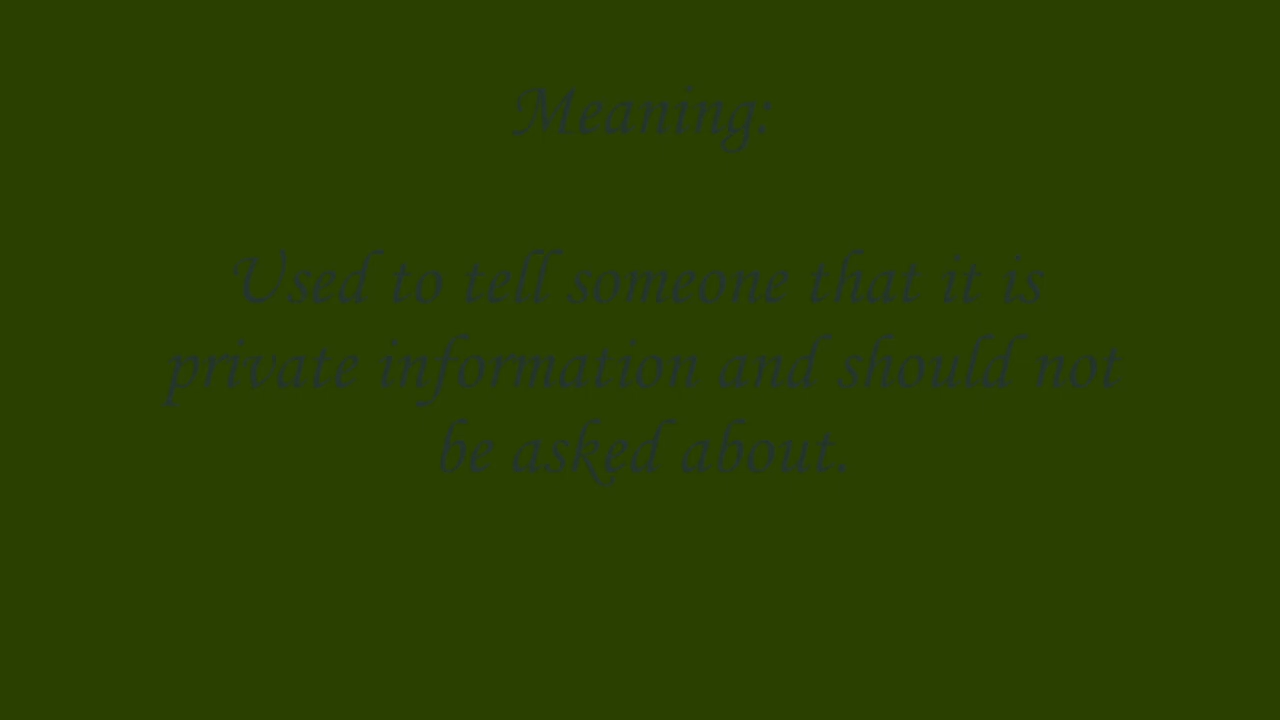 Meaning:
Used to tell someone that it is
private information and should not
be asked about.